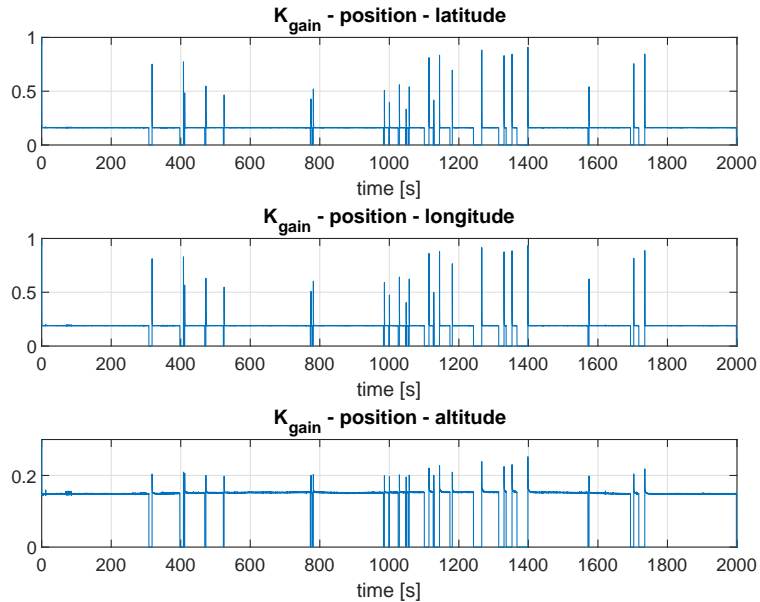 K_gain - position - latitude
1
0.5
0
0 200 400 600 800 1000 1200 1400 1600 1800 2000
time [s]
K_gain - position - longitude
1
0.5
0
0 200 400 600 800 1000 1200 1400 1600 1800 2000
time [s]
K_gain - position - altitude
0.2
0
0 200 400 600 800 1000 1200 1400 1600 1800 2000
time [s]